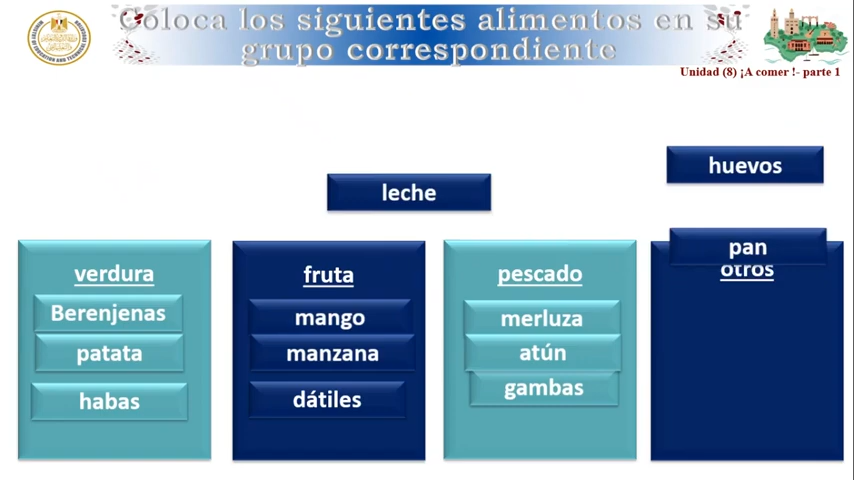 Coloca los siguientes alimentos en su
grupo correspondiente
Unidad (8) ¡A comer !- parte 1
huevos
leche
pan
verdura
Berenjenas
patata
habas
fruta
mango
manzana
dátiles
pescado
merluza
atún
gambas
otros